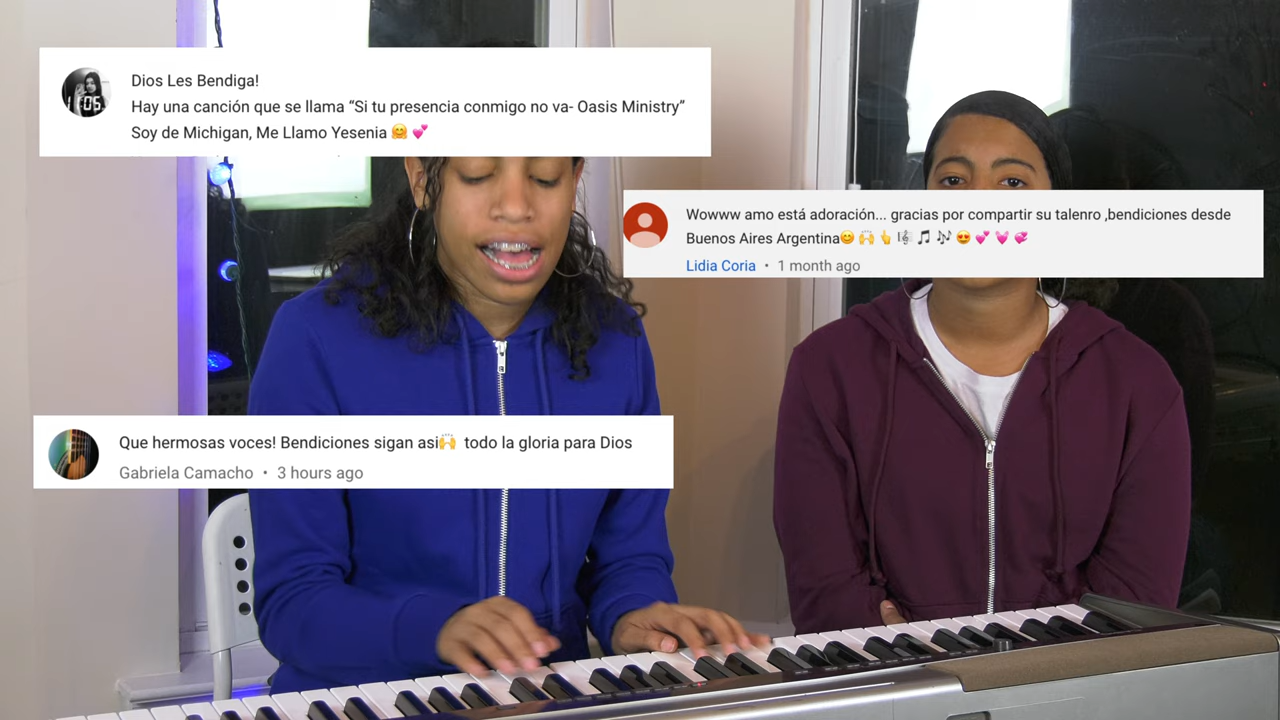 Dios Les Bendiga!
Hay una canción que se llama “Si tu presencia conmigo no va- Oasis Ministry”
Soy de Michigan, Me Llamo Yesenia 🤗 💕
Wowww amo está adoración... gracias por compartir su talenro ,bendiciones desde
Buenos Aires Argentina😊 🙌 👆 🎼 🎵 🎶 😍 💕 💓 💞
Lidia Coria • 1 month ago
Que hermosas voces! Bendiciones sigan asi🙌 todo la gloria para Dios
Gabriela Camacho • 3 hours ago